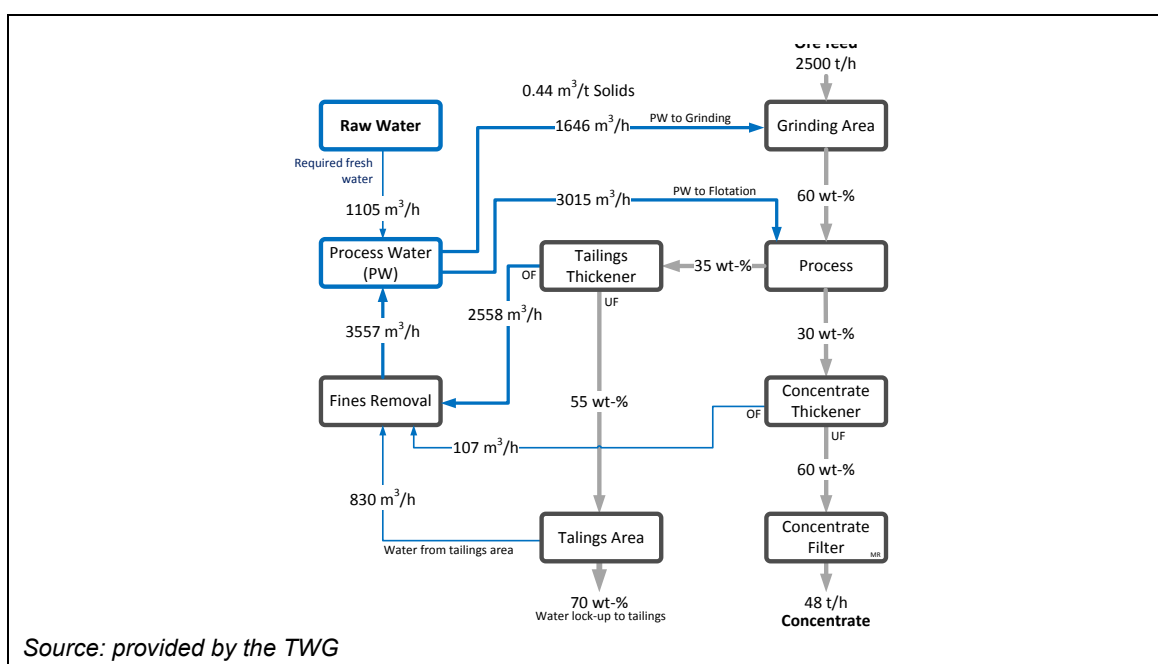 Ore feed
2500 t/h
0.44 m³/t Solids
Raw Water
1646 m³/h
PW to Grinding
Grinding Area
Required fresh
water
1105 m³/h
3015 m³/h
PW to Flotation
60 wt-%
Process Water
(PW)
Tailings
Thickener
OF
UF
35 wt-%
Process
3557 m³/h
2558 m³/h
30 wt-%
Fines Removal
55 wt-%
Concentrate
Thickener
OF
UF
107 m³/h
60 wt-%
830 m³/h
Water from tailings area
Talings Area
Concentrate
Filter
MR
70 wt-%
Water lock-up to tailings
48 t/h
Concentrate
Source: provided by the TWG